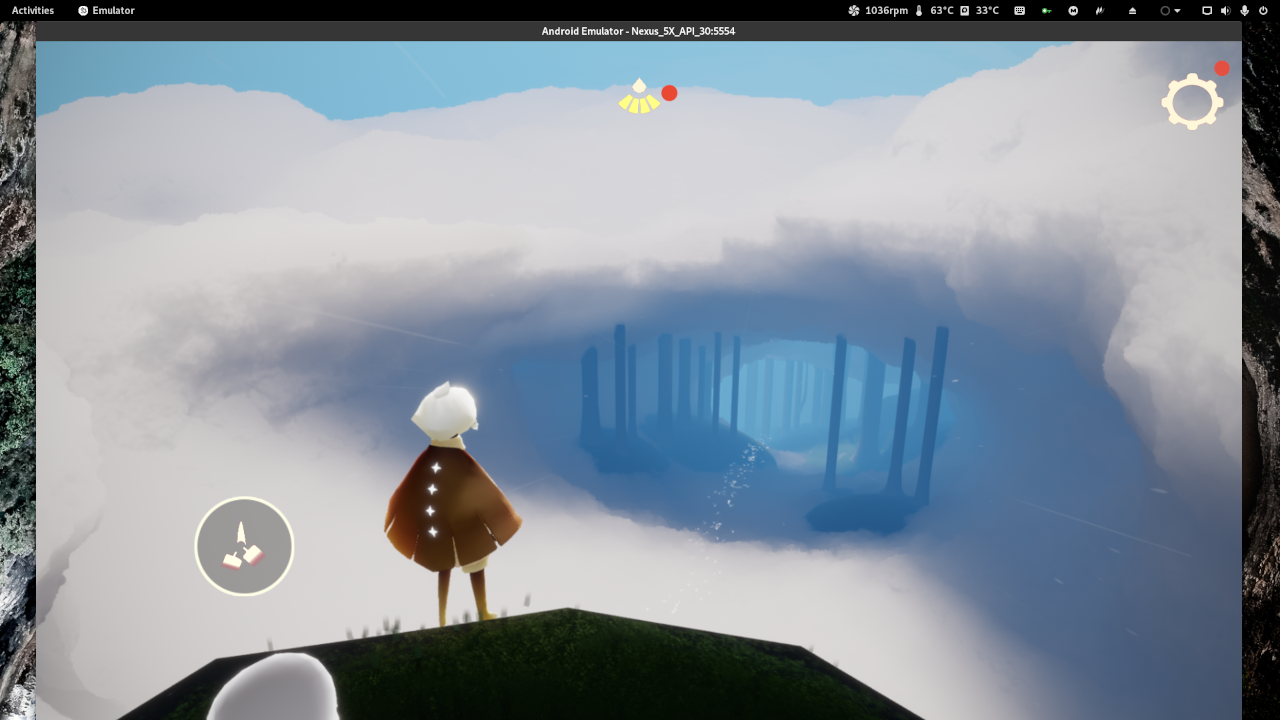 Activities Emulator 1036rpm 63°C 33°C
Android Emulator - Nexus_5X_API_30:5554